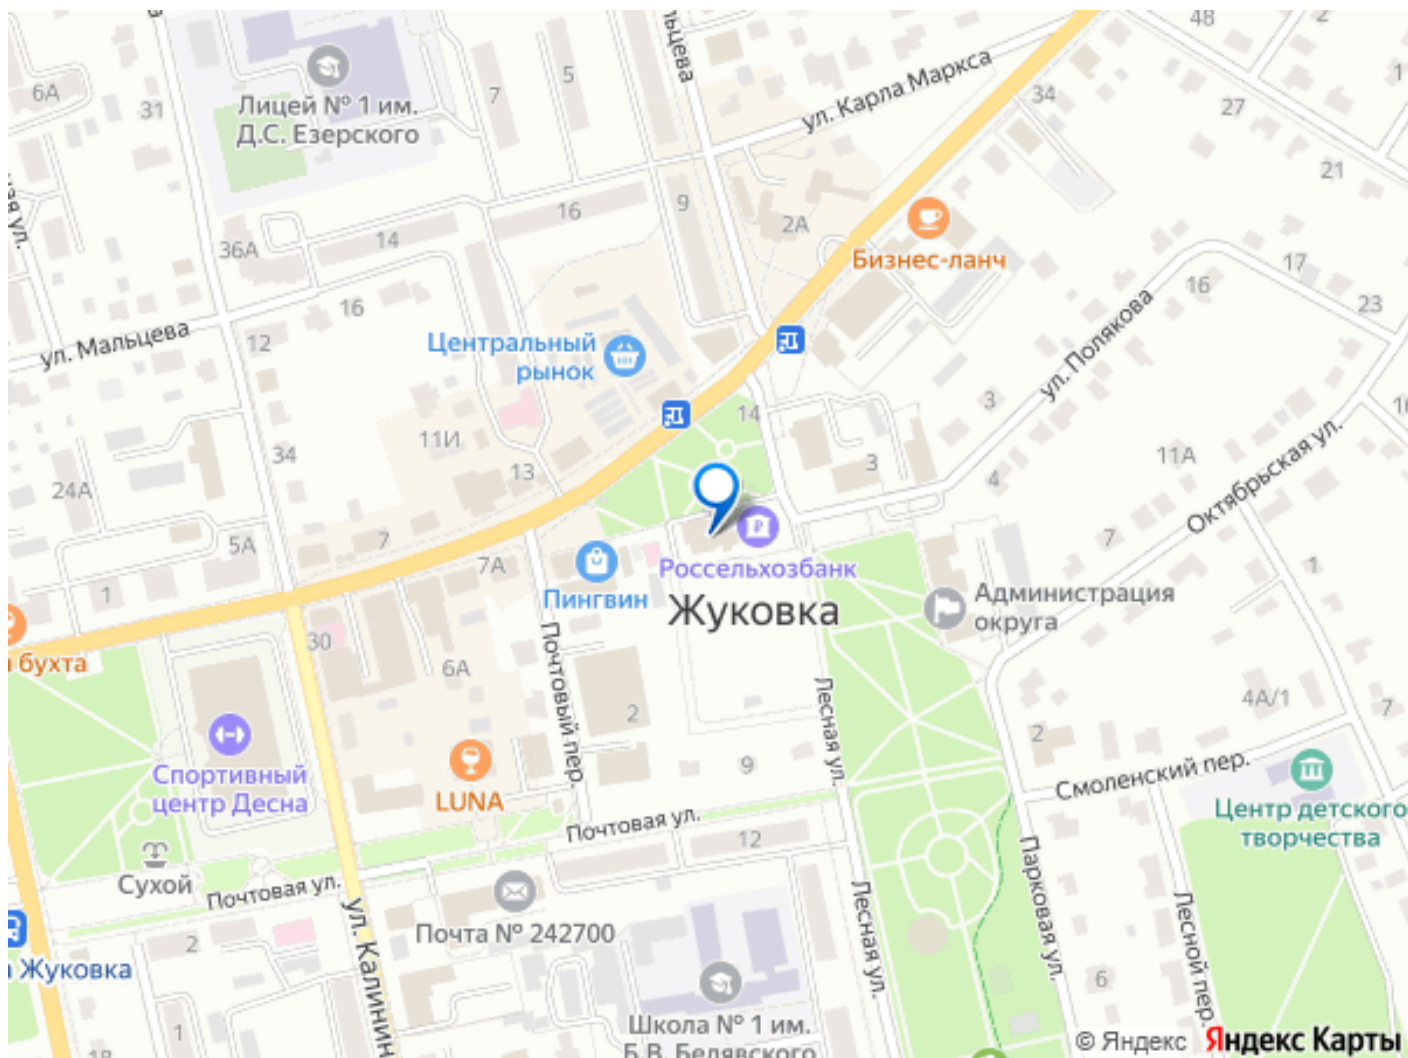 48
2
6А
31
5
7
Лицей № 1 им.
Д.С. Езерского
ул. Карла Маркса
34
1
27
21
9
16
2А
14
36А
Бизнес-ланч
16
17
23
16
ул. Мальцева
12
Центральный
рынок
ул. Полякова
3
14
11И
34
13
3
11А
4
Октябрьская ул.
24А
5А
7
7А
7
1
1
Пингвин
Россельхозбанк
Жуковка
Администрация
округа
бухта
30
6А
Почтовый пер.
2
Лесная ул.
4А/1
7
2
Спортивный
центр Десна
LUNA
9
Смоленский пер.
Центр детского
творчества
Почтовая ул.
12
Сухой
Почтовая ул.
Парковая ул.
Почта № 242700
ул. Калинин
Лесная ул.
Лесной пер.
2
Жуковка
6
1
18
Школа № 1 им.
Б.В. Белявского
© Яндекс Яндекс Карты